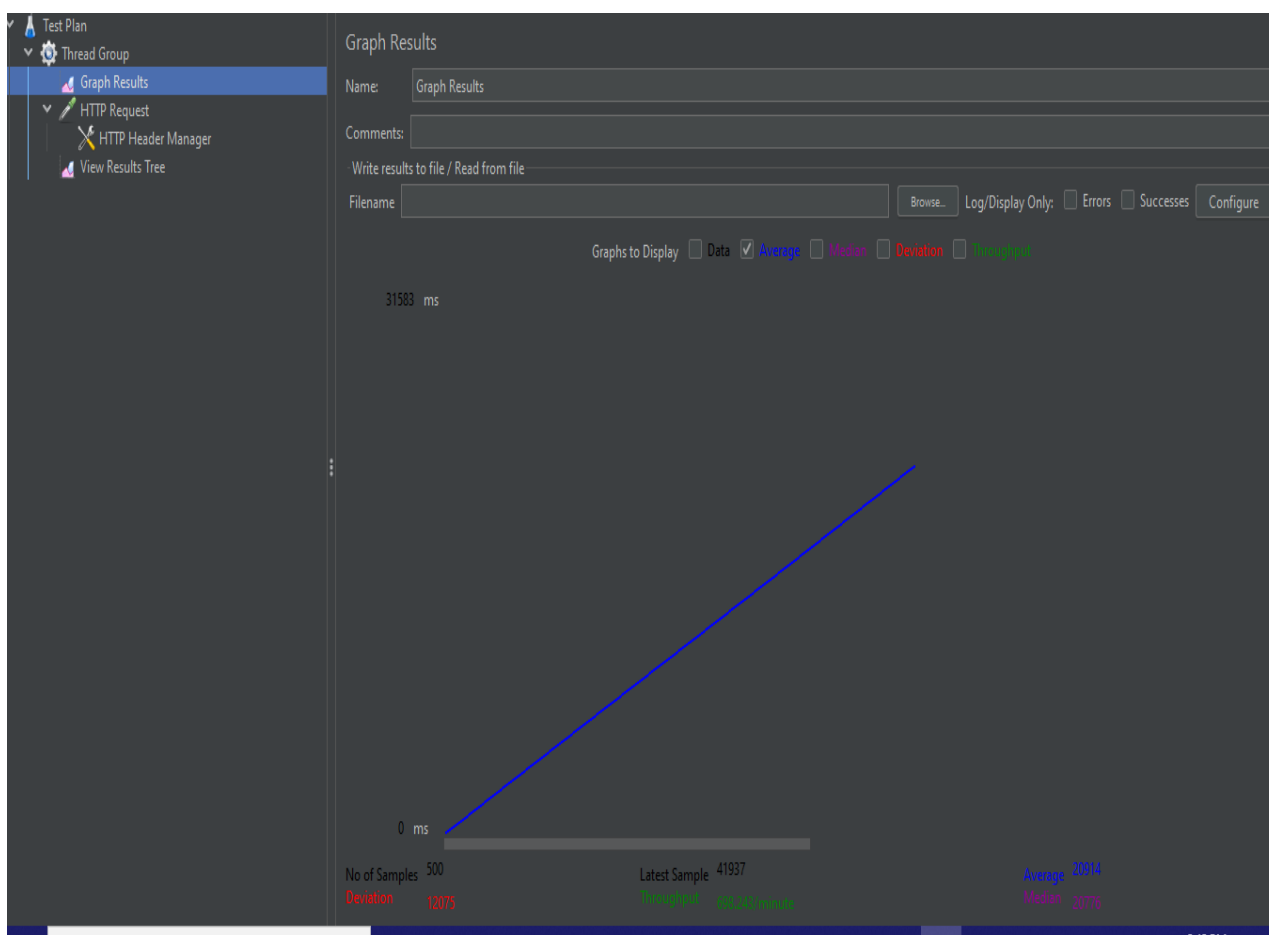 Test Plan
Thread Group
Graph Results
HTTP Request
HTTP Header Manager
View Results Tree
Graph Results
Name: Graph Results
Comments:
Write results to file / Read from file
Filename Browse... Log/Display Only: Errors Successes Configure
Graphs to Display Data Average Median Deviation Throughput
31583 ms
0 ms
No of Samples 500 Latest Sample 41937 Average 20914
Deviation 12075 Throughput 698,243/minute Median